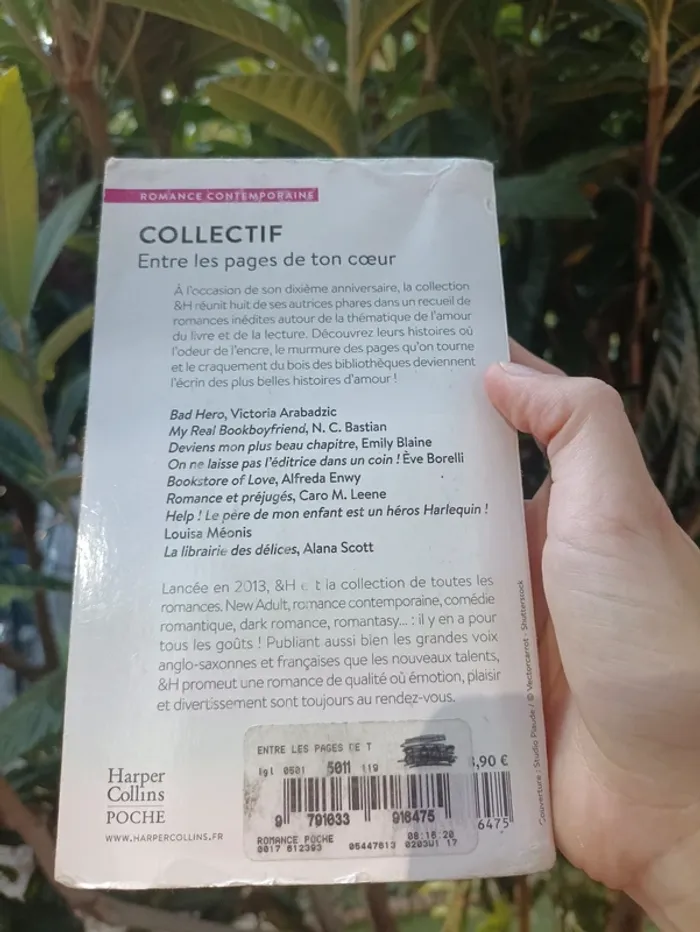 ROMANCE CONTEMPORAINE
COLLECTIF
Entre les pages de ton cœur
À l'occasion de son dixième anniversaire, la collection
&H réunit huit de ses autrices phares dans un recueil de
romances inédites autour de la thématique de l'amour
du livre et de la lecture. Découvrez leurs histoires où
l'odeur de l'encre, le murmure des pages qu'on tourne
et le craquement du bois des bibliothèques deviennent
l'écrin des plus belles histoires d'amour !
Bad Hero, Victoria Arabadzic
My Real Bookboyfriend, N. C. Bastian
Deviens mon plus beau chapitre, Emily Blaine
On ne laisse pas l'éditrice dans un coin ! Ève Borelli
Bookstore of Love, Alfreda Enwy
Romance et préjugés, Caro M. Leene
Help ! Le père de mon enfant est un héros Harlequin !
Louisa Méonis
La librairie des délices, Alana Scott
Lancée en 2013, &H est la collection de toutes les
romances. New Adult, romance contemporaine, comédie
romantique, dark romance, romantasy... : il y en a pour
tous les goûts ! Publiant aussi bien les grandes voix
anglo-saxonnes et françaises que les nouveaux talents,
&H promeut une romance de qualité où émotion, plaisir
et divertissement sont toujours au rendez-vous.
Harper
Collins
POCHE
WWW.HARPERCOLLINS.FR
ENTRE LES PAGES DE T
lgl 0501 5011 119
9 791033 916475
ROMANCE POCHE
0017 612393 05447613
,90 €
6475
Couverture : Studio Piaude / © Vectorcarrot - Shutterstock